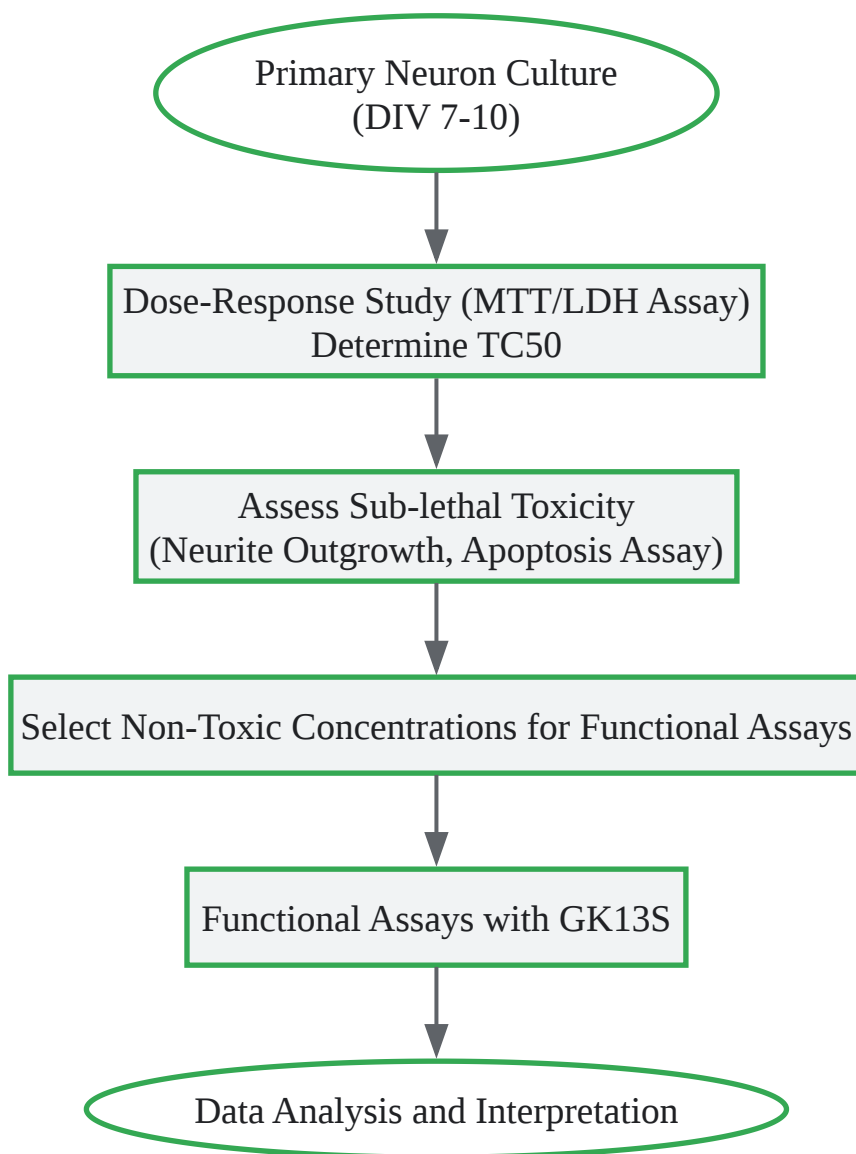 Primary Neuron Culture
(DIV 7-10)
Dose-Response Study (MTT/LDH Assay)
Determine TC50
Assess Sub-lethal Toxicity
(Neurite Outgrowth, Apoptosis Assay)
Select Non-Toxic Concentrations for Functional Assays
Functional Assays with GK13S
Data Analysis and Interpretation